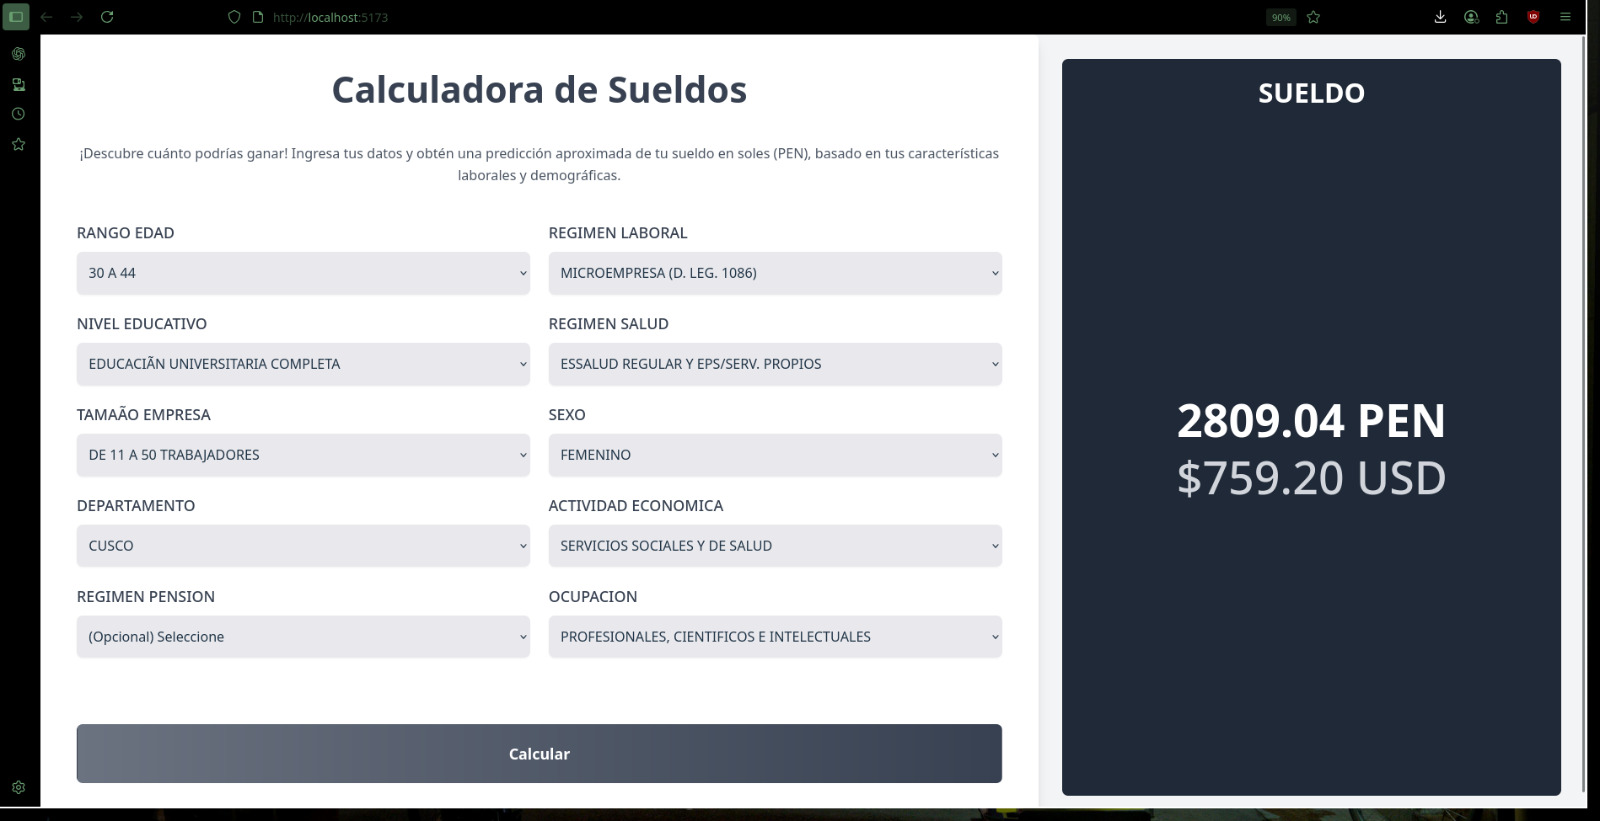 http://localhost:5173
90%
Calculadora de Sueldos
¡Descubre cuánto podrías ganar! Ingresa tus datos y obtén una predicción aproximada de tu sueldo en soles (PEN), basado en tus características
laborales y demográficas.
RANGO EDAD
30 A 44
REGIMEN LABORAL
MICROEMPRESA (D. LEG. 1086)
NIVEL EDUCATIVO
EDUCACIÃN UNIVERSITARIA COMPLETA
REGIMEN SALUD
ESSALUD REGULAR Y EPS/SERV. PROPIOS
TAMAÃO EMPRESA
DE 11 A 50 TRABAJADORES
SEXO
FEMENINO
DEPARTAMENTO
CUSCO
ACTIVIDAD ECONOMICA
SERVICIOS SOCIALES Y DE SALUD
REGIMEN PENSION
(Opcional) Seleccione
OCUPACION
PROFESIONALES, CIENTIFICOS E INTELECTUALES
Calcular
SUELDO
2809.04 PEN
$759.20 USD